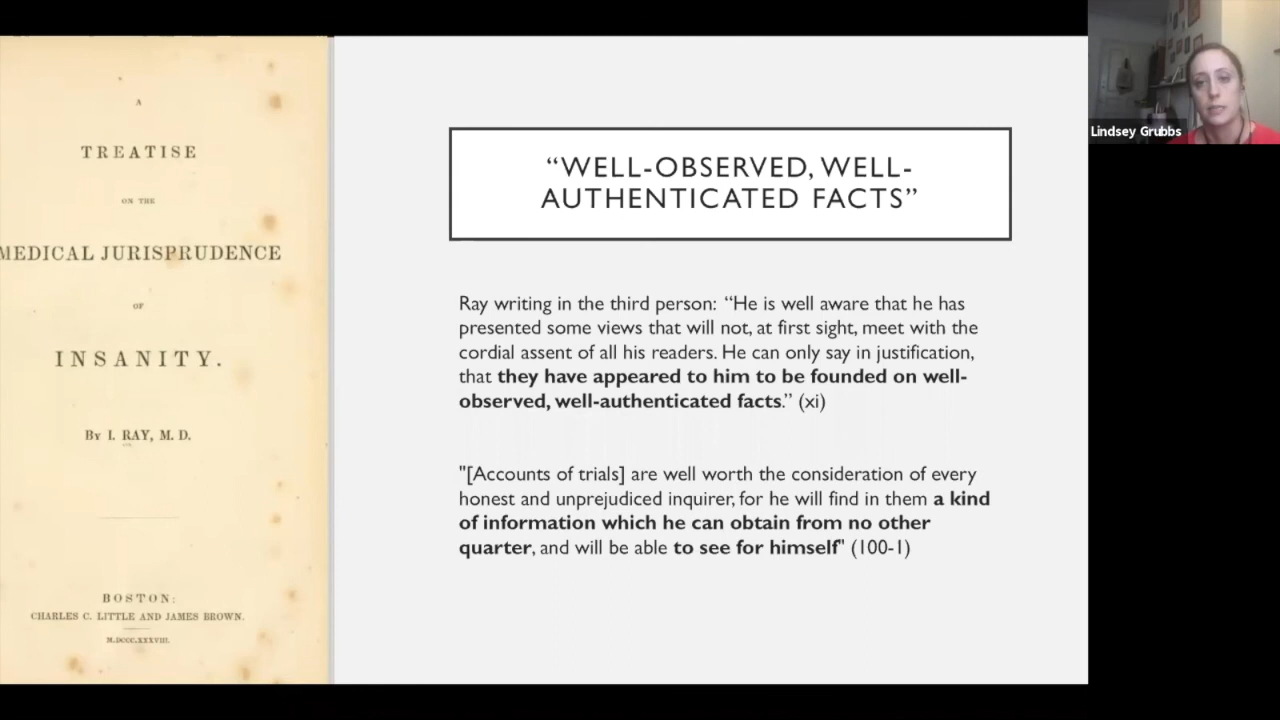 A
TREATISE
ON THE
MEDICAL JURISPRUDENCE
OF
INSANITY.
By I. RAY, M. D.
BOSTON:
CHARLES C. LITTLE AND JAMES BROWN.
M.DCCC.XXXVIII.
“WELL-OBSERVED, WELL-
AUTHENTICATED FACTS”
Ray writing in the third person: “He is well aware that he has
presented some views that will not, at first sight, meet with the
cordial assent of all his readers. He can only say in justification,
that they have appeared to him to be founded on well-
observed, well-authenticated facts.” (xi)
"[Accounts of trials] are well worth the consideration of every
honest and unprejudiced inquirer, for he will find in them a kind
of information which he can obtain from no other
quarter, and will be able to see for himself" (100-1)
Lindsey Grubbs